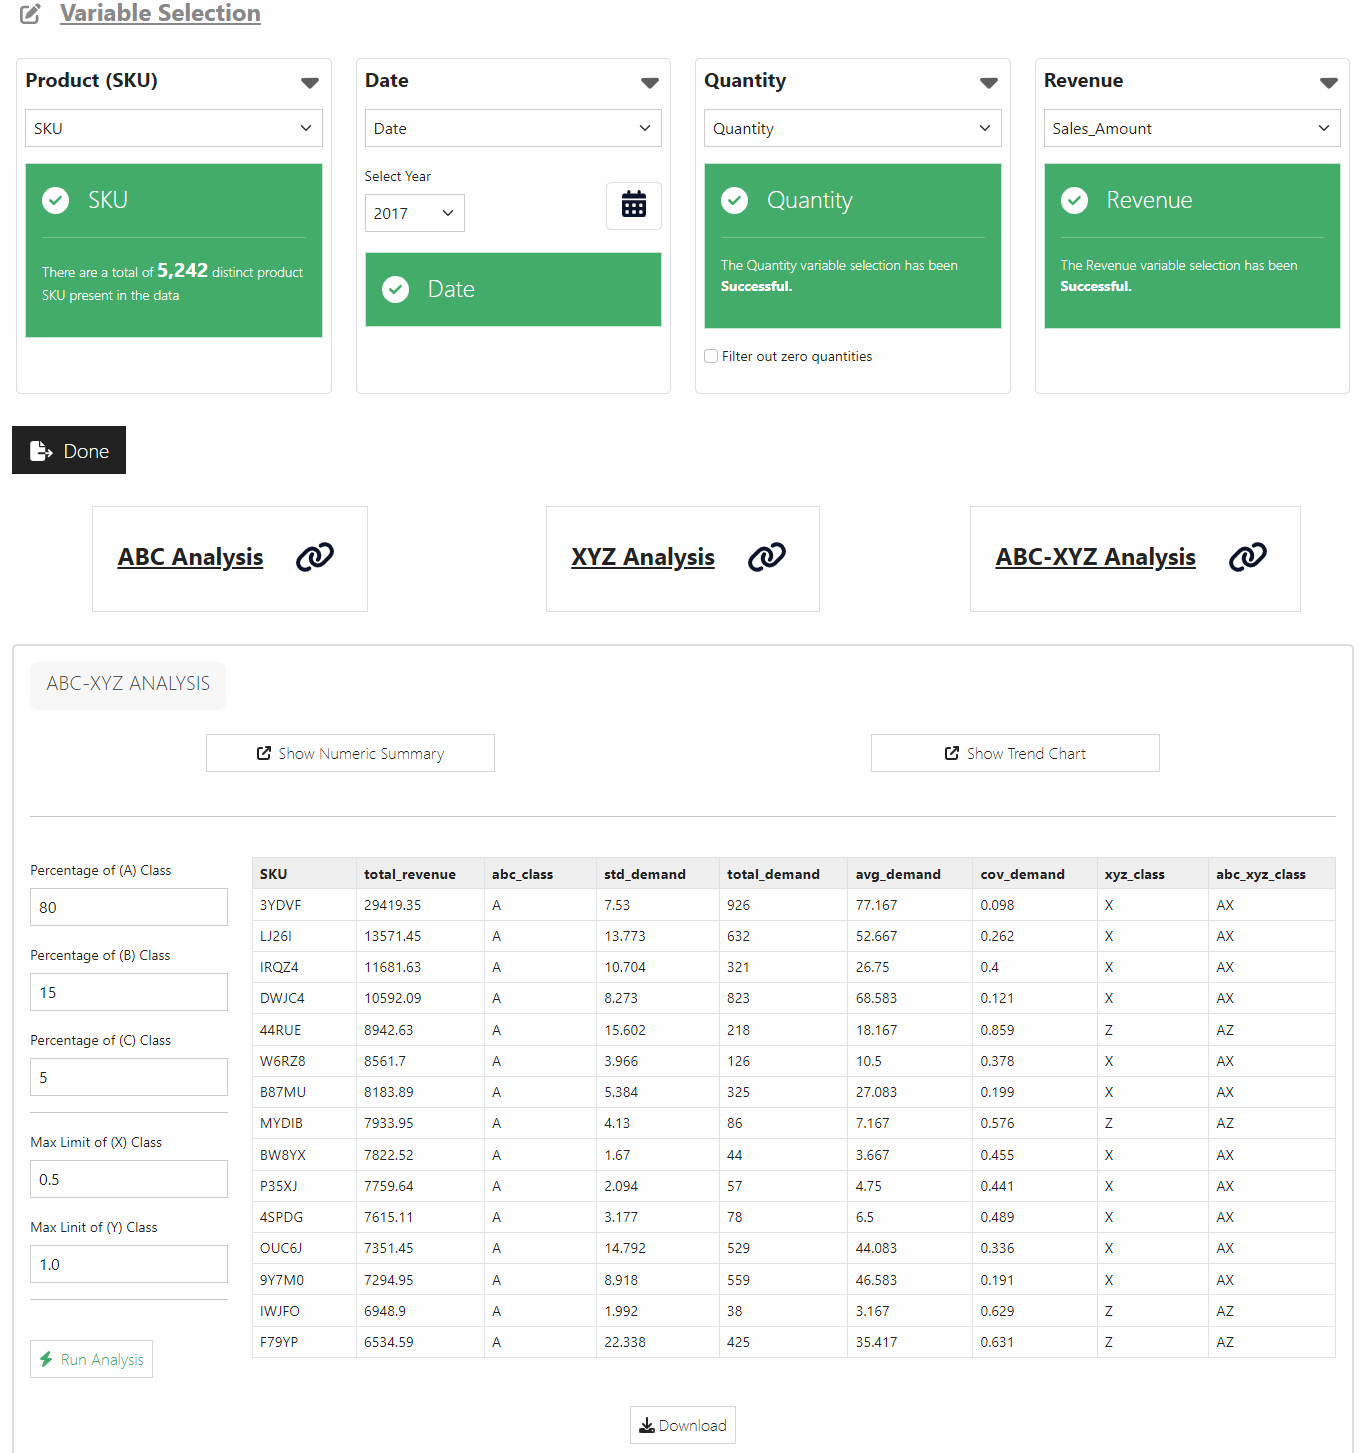 Variable Selection
Product (SKU)
SKU
SKU
There are a total of 5,242 distinct product
SKU present in the data
Date
Date
Select Year
2017
Date
Quantity
Quantity
Quantity
The Quantity variable selection has been
Successful.
Filter out zero quantities
Revenue
Sales_Amount
Revenue
The Revenue variable selection has been
Successful.
Done
ABC Analysis
XYZ Analysis
ABC-XYZ Analysis
ABC-XYZ ANALYSIS
Show Numeric Summary
Show Trend Chart
Percentage of (A) Class
80
Percentage of (B) Class
15
Percentage of (C) Class
5
Max Limit of (X) Class
0.5
Max Linit of (Y) Class
1.0
Run Analysis
SKU total_revenue abc_class std_demand total_demand avg_demand cov_demand xyz_class abc_xyz_class
3YDVF 29419.35 A 7.53 926 77.167 0.098 X AX
LJ26I 13571.45 A 13.773 632 52.667 0.262 X AX
IRQZ4 11681.63 A 10.704 321 26.75 0.4 X AX
DWJC4 10592.09 A 8.273 823 68.583 0.121 X AX
44RUE 8942.63 A 15.602 218 18.167 0.859 Z AZ
W6RZ8 8561.7 A 3.966 126 10.5 0.378 X AX
B87MU 8183.89 A 5.384 325 27.083 0.199 X AX
MYDIB 7933.95 A 4.13 86 7.167 0.576 Z AZ
BW8YX 7822.52 A 1.67 44 3.667 0.455 X AX
P35XJ 7759.64 A 2.094 57 4.75 0.441 X AX
4SPDG 7615.11 A 3.177 78 6.5 0.489 X AX
OUC6J 7351.45 A 14.792 529 44.083 0.336 X AX
9Y7M0 7294.95 A 8.918 559 46.583 0.191 X AX
IWJFO 6948.9 A 1.992 38 3.167 0.629 Z AZ
F79YP 6534.59 A 22.338 425 35.417 0.631 Z AZ
Download